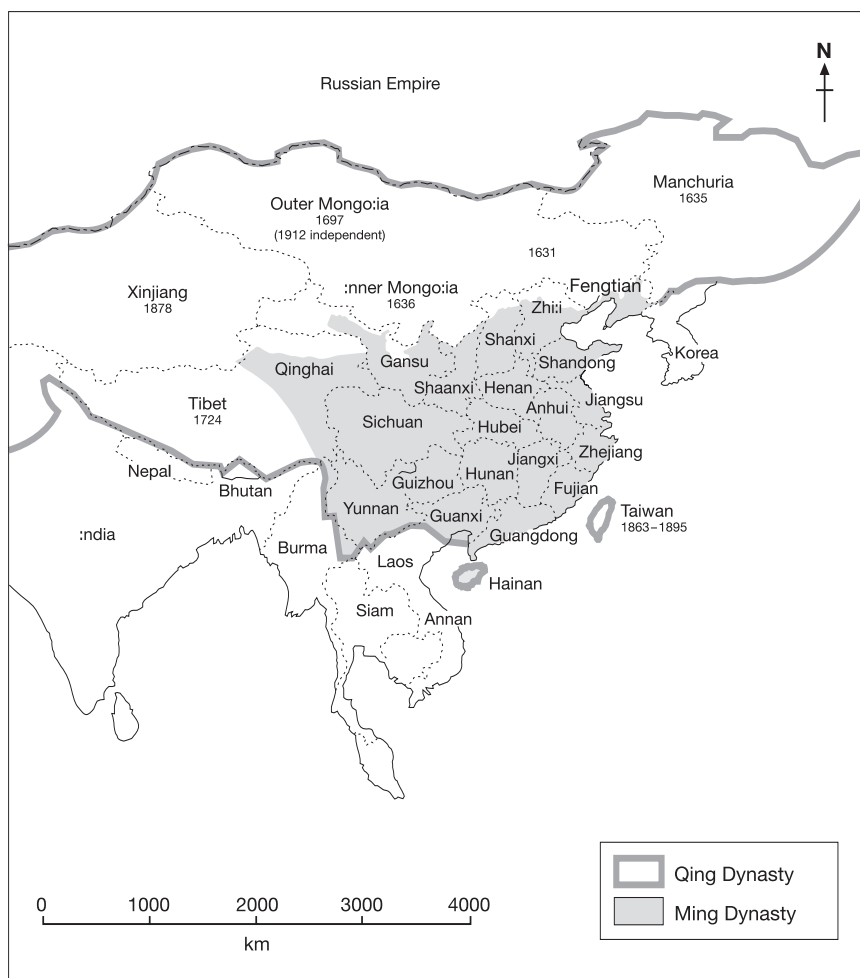 N
Russian Empire
Manchuria
1635
Outer Mongo:ia
1697
(1912 independent)
1631
Xinjiang
1878
:nner Mongo:ia
1636
Fengtian
Zhi:i
Shanxi
Korea
Qinghai
Gansu
Shandong
Shaanxi
Henan
Tibet
1724
Jiangsu
Anhui
Sichuan
Hubei
Zhejiang
Jiangxi
Nepal
Hunan
Guizhou
Bhutan
Fujian
Yunnan
Guanxi
Taiwan
1863–1895
:ndia
Guangdong
Burma
Laos
Hainan
Siam
Annan
Qing Dynasty
Ming Dynasty
0 1000 2000 3000 4000
km